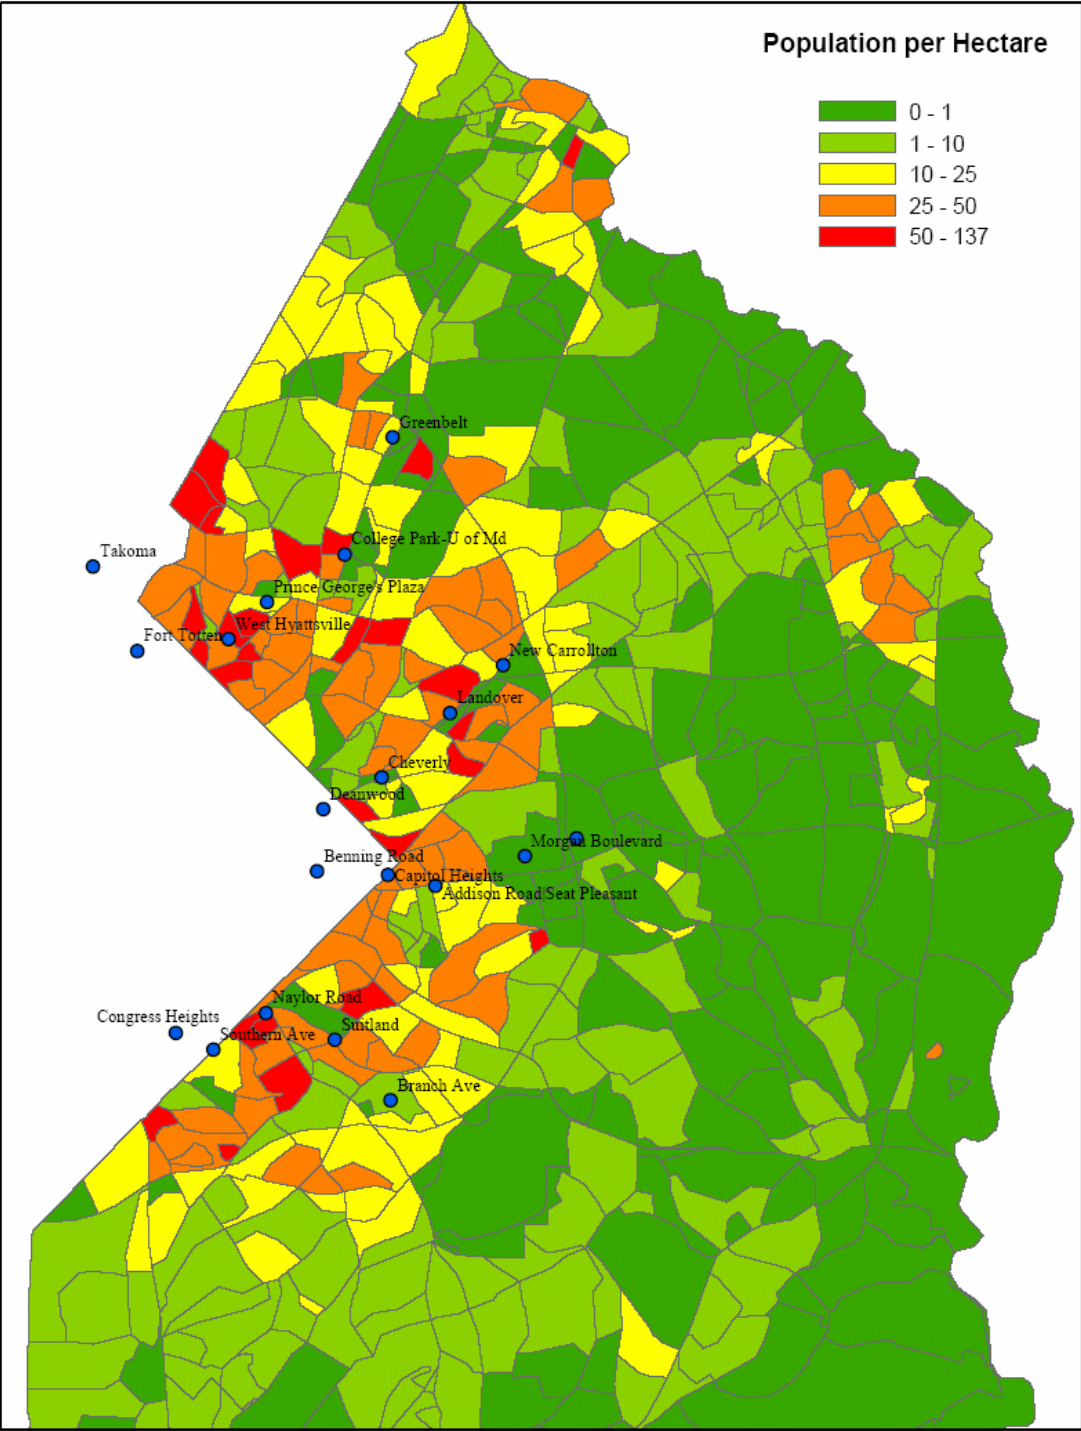 Population per Hectare
0 - 1
1 - 10
10 - 25
25 - 50
50 - 137
Greenbelt
College Park-U of Md
Takoma
Prince George's Plaza
West Hyattsville
Fort Totten
New Carrollton
Landover
Cheverly
Deanwood
Morgan Boulevard
Benning Road
Capitol Heights
Addison Road Seat Pleasant
Naylor Road
Congress Heights
Southern Ave
Suitland
Branch Ave